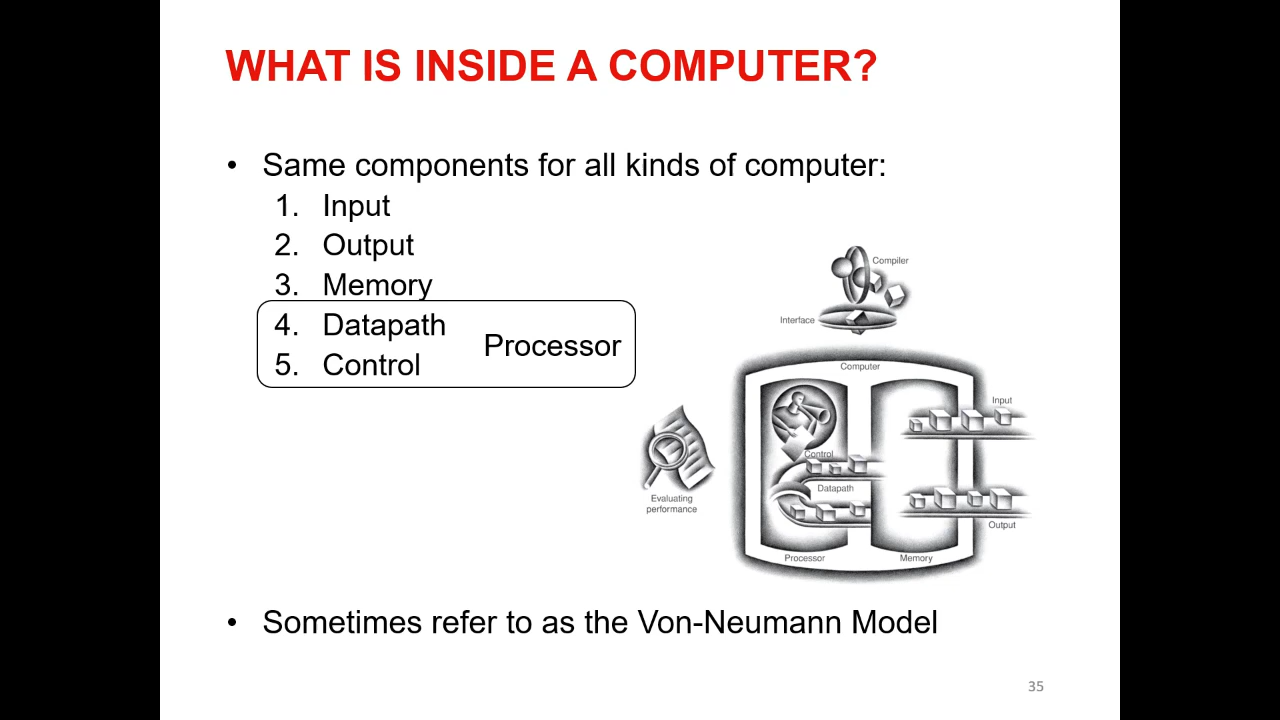 WHAT IS INSIDE A COMPUTER?
• Same components for all kinds of computer:
1. Input
2. Output
3. Memory
4. Datapath
5. Control
Processor
Compiler
Interface
Computer
Input
Control
Datapath
Evaluating
performance
Output
Processor
Memory
• Sometimes refer to as the Von-Neumann Model
35